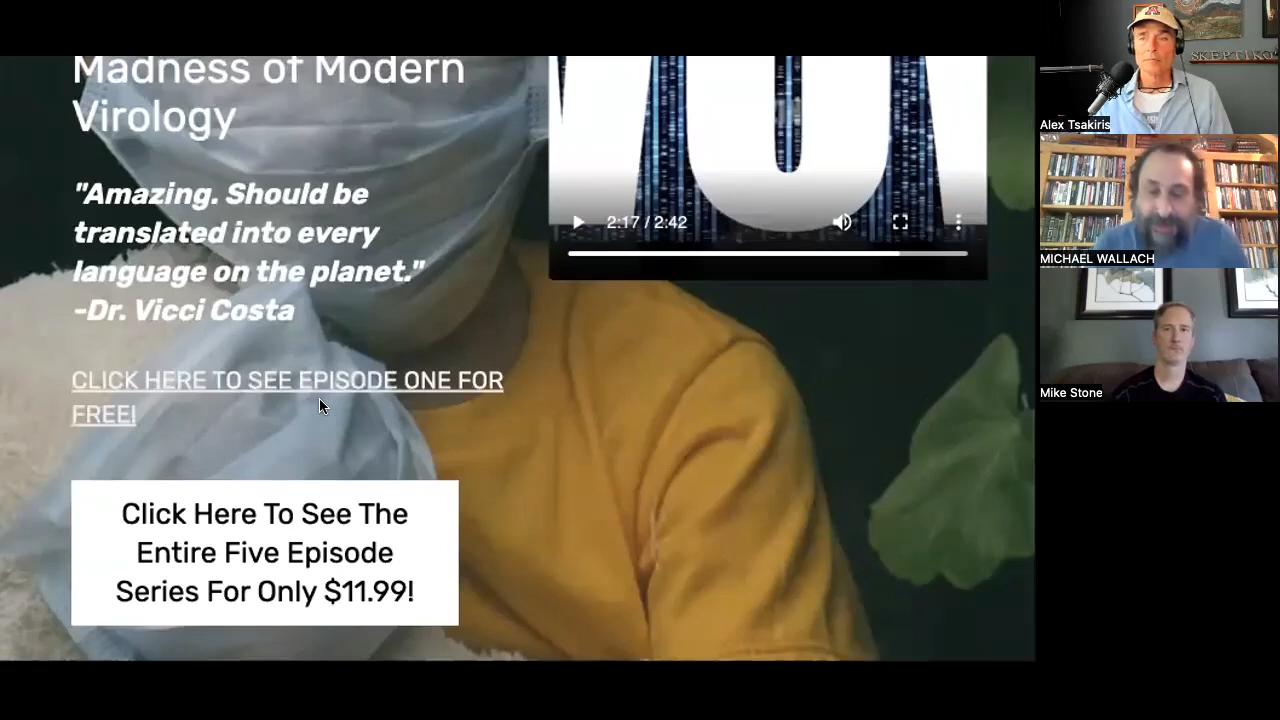 Madness of Modern
Virology
"Amazing. Should be
translated into every
language on the planet."
-Dr. Vicci Costa
CLICK HERE TO SEE EPISODE ONE FOR
FREE!
Click Here To See The
Entire Five Episode
Series For Only $11.99!
2:17 / 2:42
SKEPTIKO
Alex Tsakiris
MICHAEL WALLACH
Mike Stone